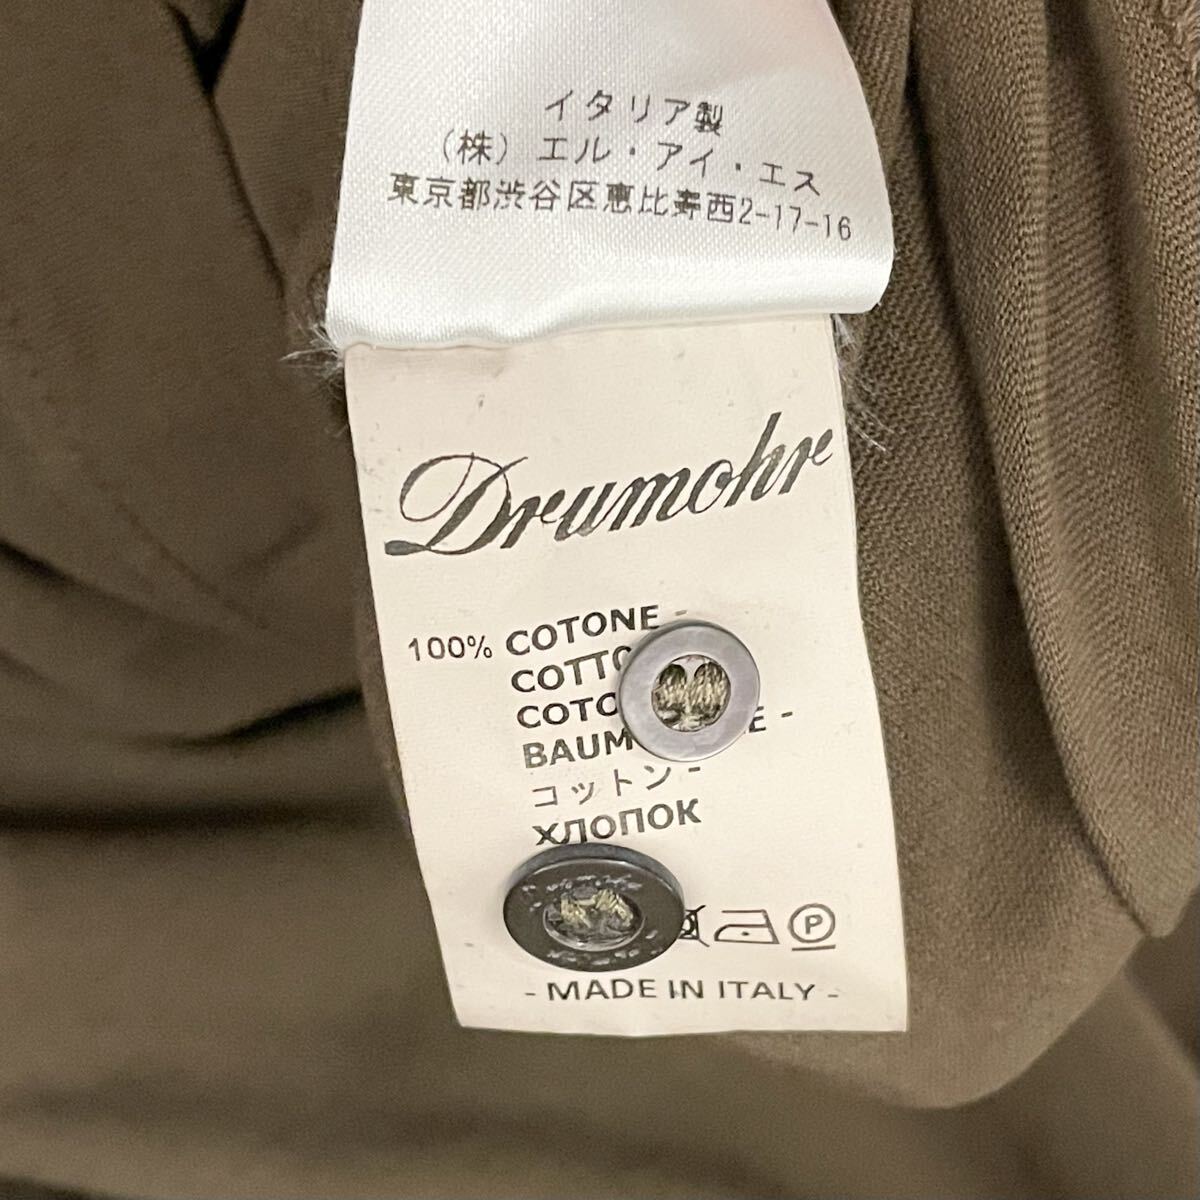 イタリア製
(株) エル・アイ・エス
東京都渋谷区恵比寿西2-17-16
Drumohr
100% COTONE -
ХЛОПОК
コットン -
P
- MADE IN ITALY -